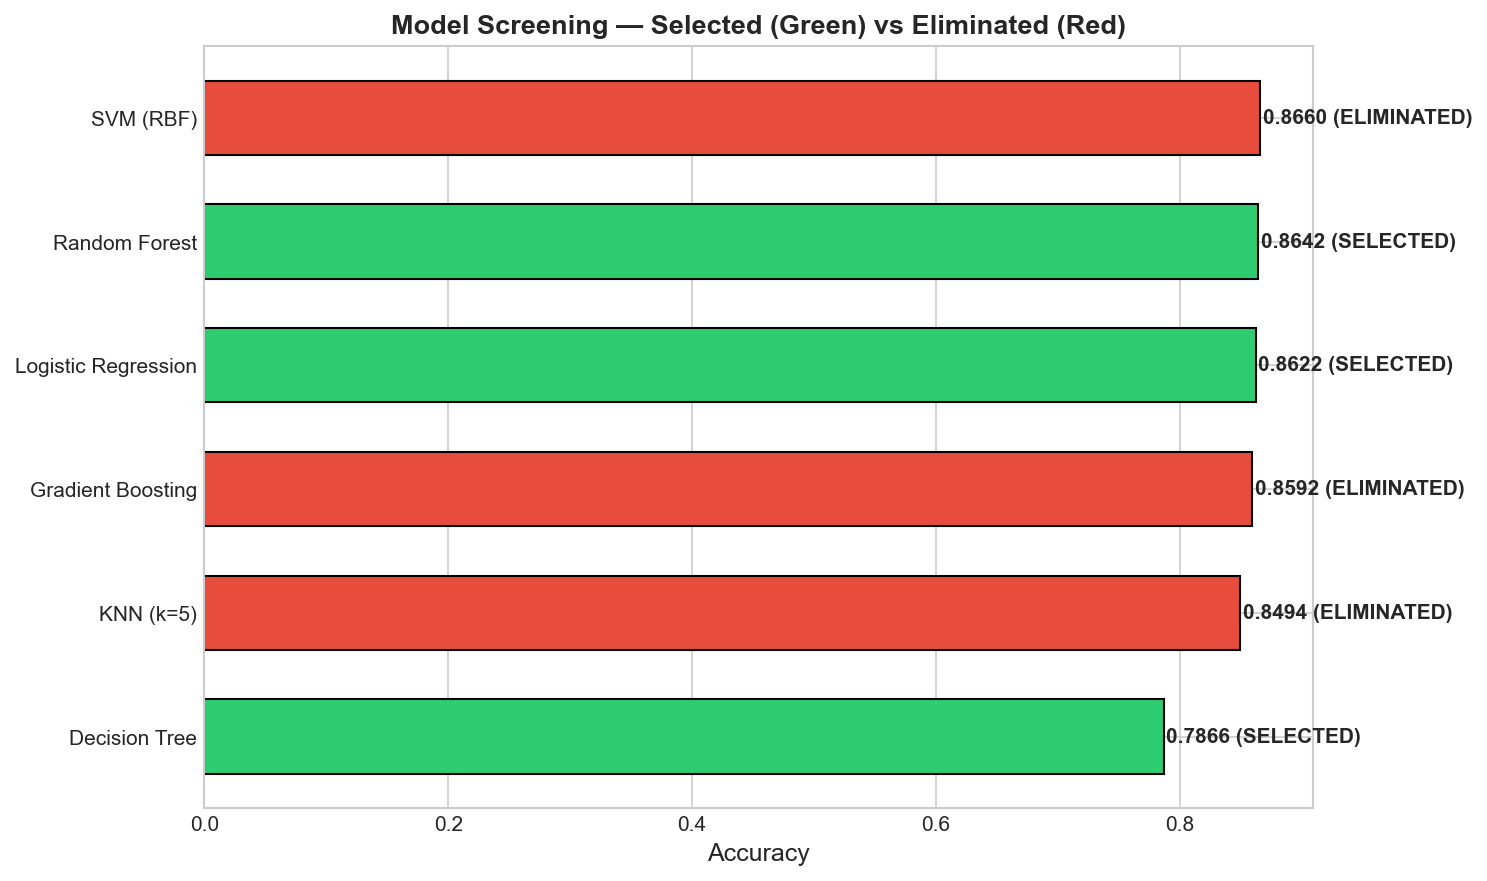 Model Screening — Selected (Green) vs Eliminated (Red)
SVM (RBF)
0.8660 (ELIMINATED)
Random Forest
0.8642 (SELECTED)
Logistic Regression
0.8622 (SELECTED)
Gradient Boosting
0.8592 (ELIMINATED)
KNN (k=5)
0.8494 (ELIMINATED)
Decision Tree
0.7866 (SELECTED)
0.0 0.2 0.4 0.6 0.8
Accuracy